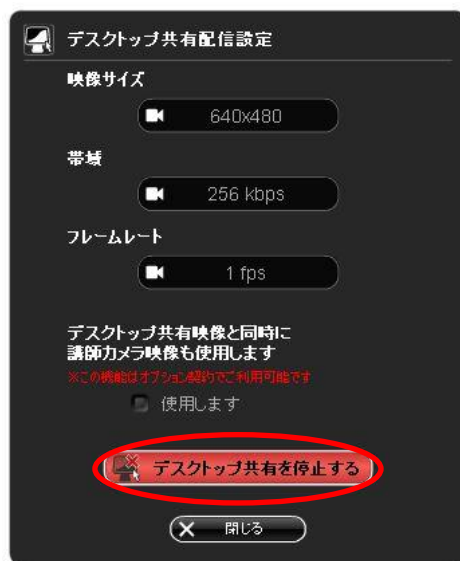 デスクトップ共有配信設定
映像サイズ
640x480
帯域
256 kbps
フレームレート
1 fps
デスクトップ共有映像と同時に
講師カメラ映像も使用します
※この機能はオプション契約でご利用可能です
使用します
デスクトップ共有を停止する
閉じる